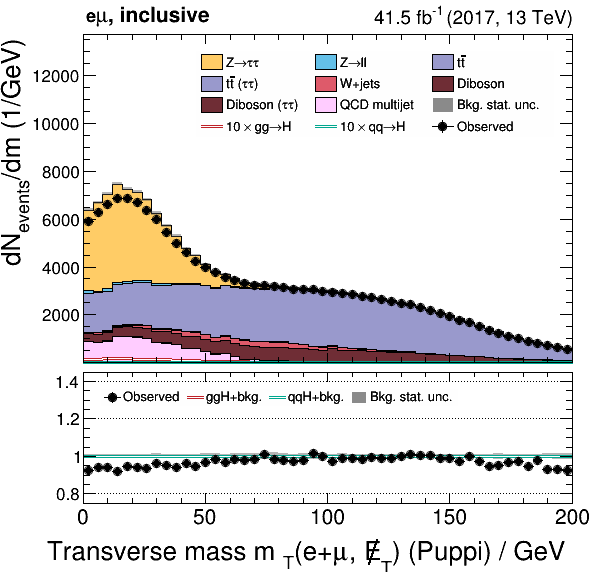 eμ, inclusive 41.5 fb⁻¹ (2017, 13 TeV)
dN_events/dm (1/GeV)
12000
10000
8000
6000
4000
2000
Z→ττ Z→ll tt̄
tt̄ (ττ) W+jets Diboson
Diboson (ττ) QCD multijet Bkg. stat. unc.
10 × gg→H 10 × qq→H Observed
1.4
1.2
1
0.8
Observed ggH+bkg. qqH+bkg. Bkg. stat. unc.
0 50 100 150 200
Transverse mass m_T(e+μ, E̸_T) (Puppi) / GeV